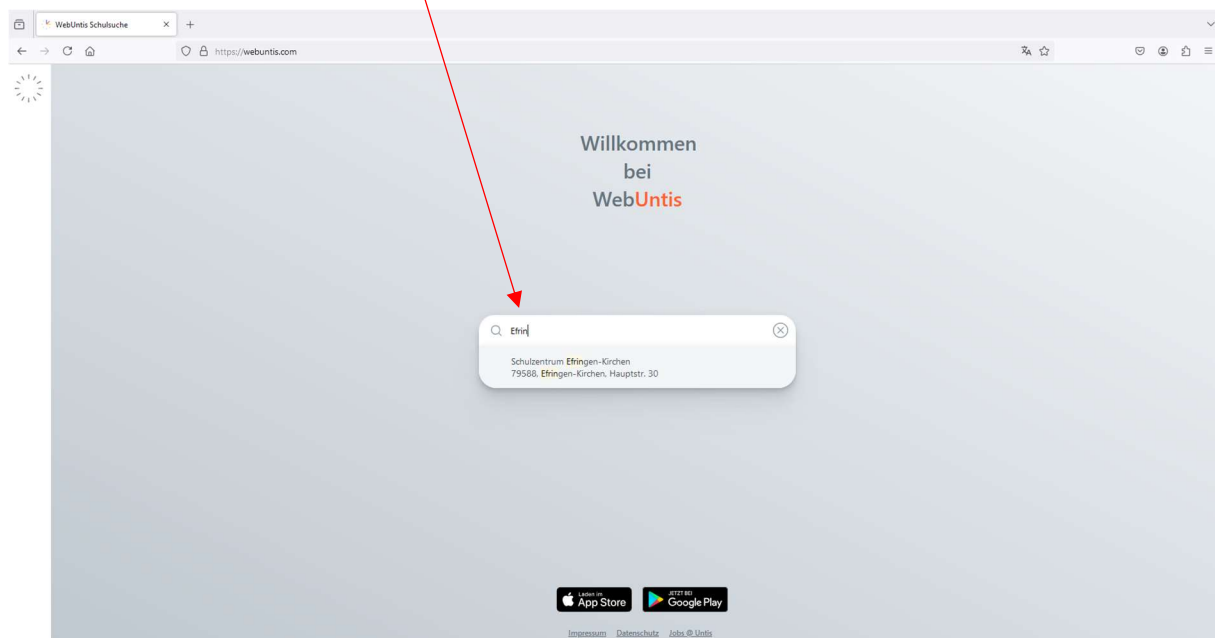 WebUntis Schulsuche
https://webuntis.com
Willkommen
bei
WebUntis
Efrin
Schulzentrum Efringen-Kirchen
79588, Efringen-Kirchen, Hauptstr. 30
Laden im
App Store
JETZT BEI
Google Play
Impressum Datenschutz Jobs @ Untis